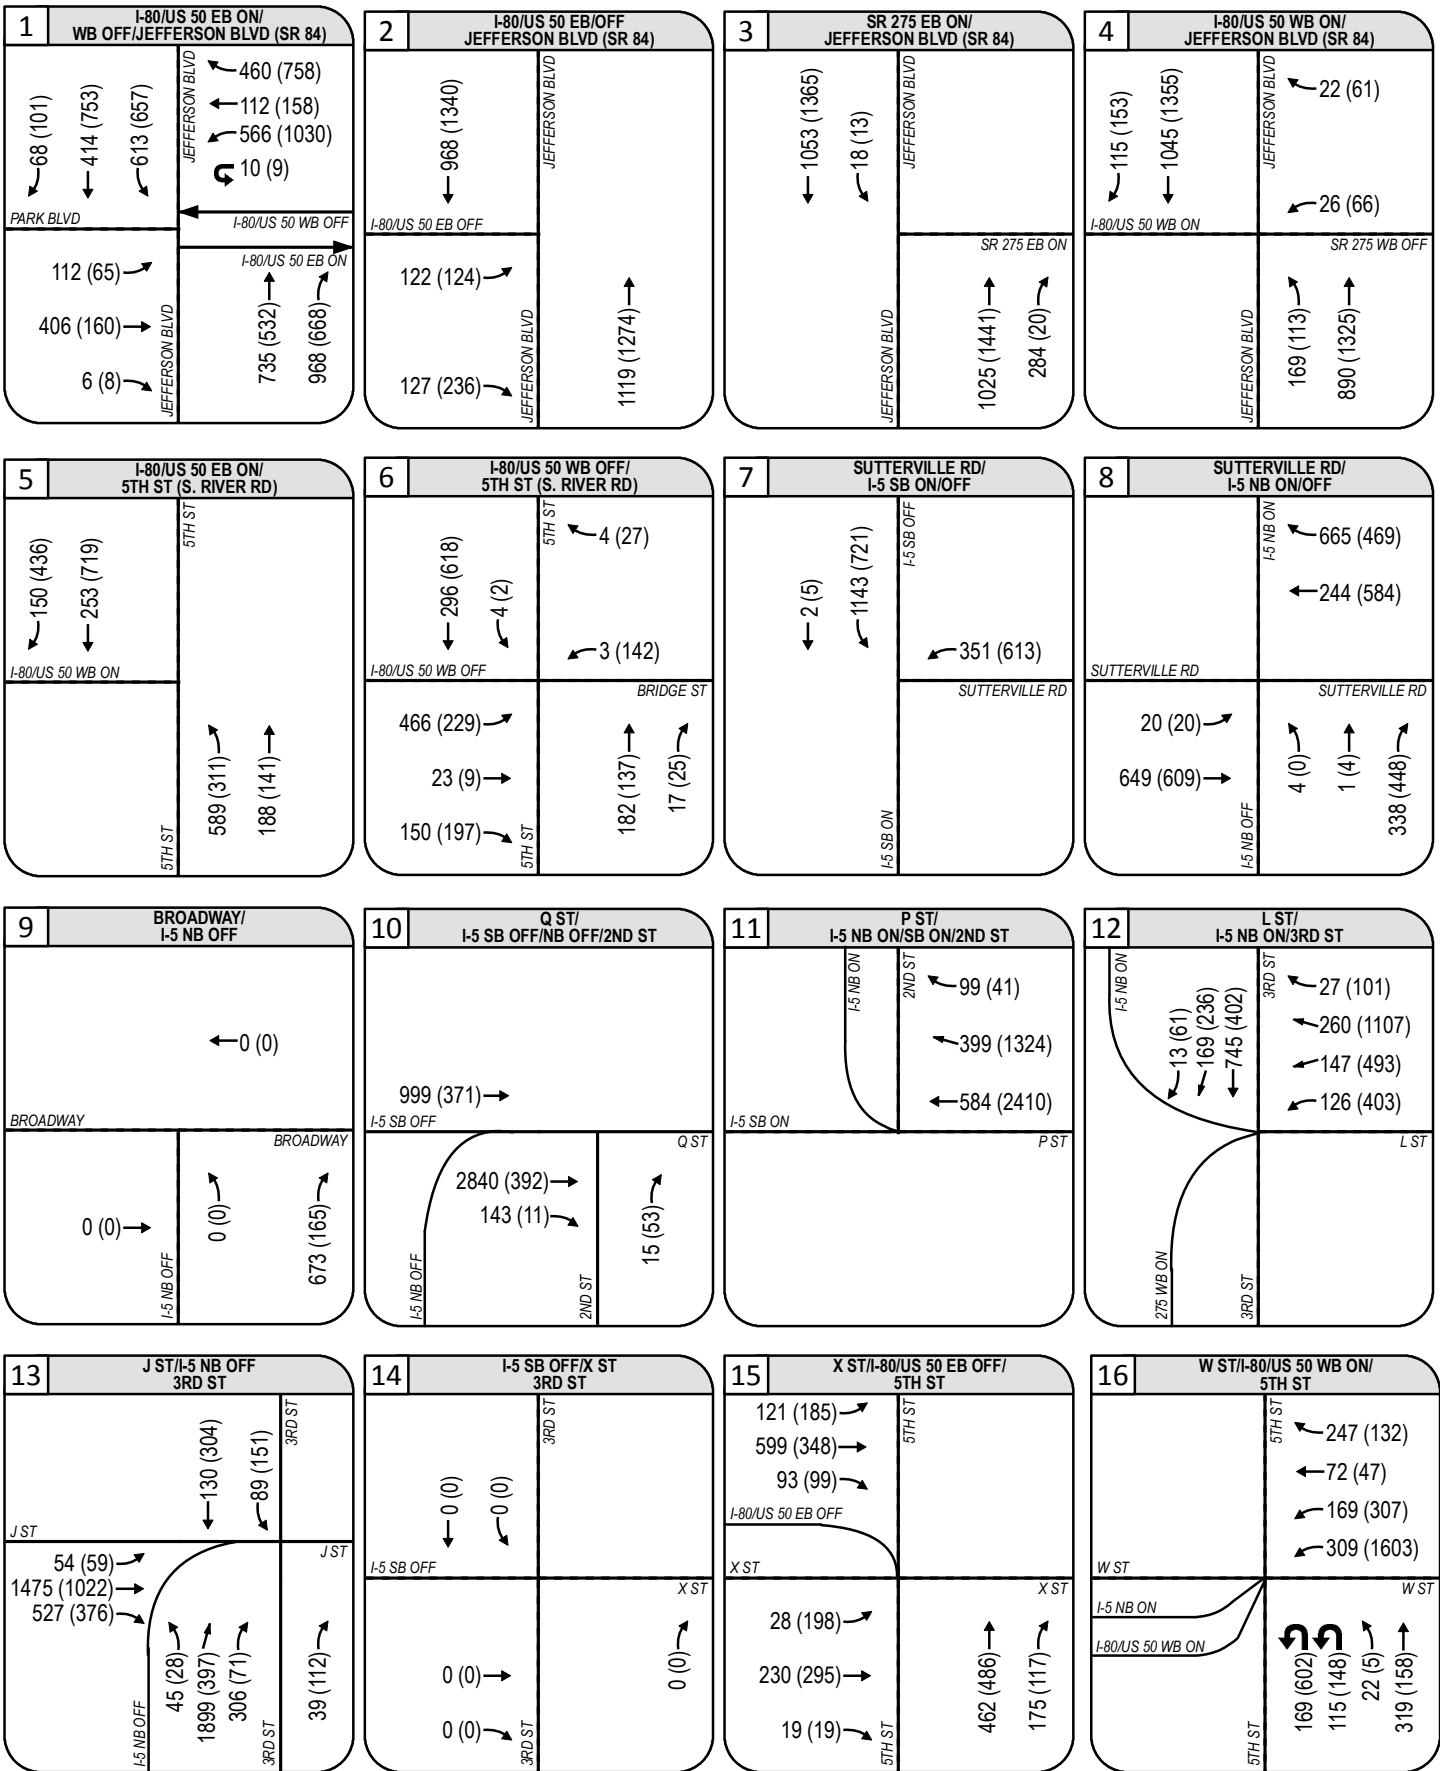 1
I-80/US 50 EB ON/
WB OFF/JEFFERSON BLVD (SR 84)
68 (101)
414 (753)
613 (657)
JEFFERSON BLVD
460 (758)
112 (158)
566 (1030)
10 (9)
PARK BLVD
I-80/US 50 WB OFF
I-80/US 50 EB ON
112 (65)
406 (160)
6 (8)
JEFFERSON BLVD
735 (532)
968 (668)
2
I-80/US 50 EB/OFF
JEFFERSON BLVD (SR 84)
968 (1340)
JEFFERSON BLVD
I-80/US 50 EB OFF
122 (124)
127 (236)
JEFFERSON BLVD
1119 (1274)
3
SR 275 EB ON/
JEFFERSON BLVD (SR 84)
1053 (1365)
18 (13)
JEFFERSON BLVD
SR 275 EB ON
JEFFERSON BLVD
1025 (1441)
284 (20)
4
I-80/US 50 WB ON/
JEFFERSON BLVD (SR 84)
115 (153)
1045 (1355)
JEFFERSON BLVD
22 (61)
26 (66)
I-80/US 50 WB ON
SR 275 WB OFF
JEFFERSON BLVD
169 (113)
890 (1325)
5
I-80/US 50 EB ON/
5TH ST (S. RIVER RD)
150 (436)
253 (719)
5TH ST
I-80/US 50 WB ON
5TH ST
589 (311)
188 (141)
6
I-80/US 50 WB OFF/
5TH ST (S. RIVER RD)
296 (618)
4 (2)
5TH ST
4 (27)
3 (142)
I-80/US 50 WB OFF
BRIDGE ST
466 (229)
23 (9)
150 (197)
5TH ST
182 (137)
17 (25)
7
SUTTERVILLE RD/
I-5 SB ON/OFF
2 (5)
1143 (721)
I-5 SB OFF
351 (613)
SUTTERVILLE RD
I-5 SB ON
8
SUTTERVILLE RD/
I-5 NB ON/OFF
I-5 NB ON
665 (469)
244 (584)
SUTTERVILLE RD
SUTTERVILLE RD
20 (20)
649 (609)
I-5 NB OFF
4 (0)
1 (4)
338 (448)
9
BROADWAY/
I-5 NB OFF
0 (0)
BROADWAY
BROADWAY
0 (0)
I-5 NB OFF
0 (0)
673 (165)
10
Q ST/
I-5 SB OFF/NB OFF/2ND ST
999 (371)
I-5 SB OFF
Q ST
2840 (392)
143 (11)
I-5 NB OFF
2ND ST
15 (53)
11
P ST/
I-5 NB ON/SB ON/2ND ST
I-5 NB ON
2ND ST
99 (41)
399 (1324)
584 (2410)
I-5 SB ON
P ST
12
L ST/
I-5 NB ON/3RD ST
I-5 NB ON
13 (61)
169 (236)
745 (402)
3RD ST
27 (101)
260 (1107)
147 (493)
126 (403)
L ST
275 WB ON
3RD ST
13
J ST/I-5 NB OFF
3RD ST
130 (304)
89 (151)
3RD ST
J ST
J ST
54 (59)
1475 (1022)
527 (376)
I-5 NB OFF
45 (28)
1899 (397)
306 (71)
3RD ST
39 (112)
14
I-5 SB OFF/X ST
3RD ST
0 (0)
0 (0)
3RD ST
I-5 SB OFF
X ST
0 (0)
0 (0)
3RD ST
0 (0)
15
X ST/I-80/US 50 EB OFF/
5TH ST
121 (185)
599 (348)
93 (99)
5TH ST
I-80/US 50 EB OFF
X ST
X ST
28 (198)
230 (295)
19 (19)
5TH ST
462 (486)
175 (117)
16
W ST/I-80/US 50 WB ON/
5TH ST
5TH ST
247 (132)
72 (47)
169 (307)
309 (1603)
W ST
W ST
I-5 NB ON
I-80/US 50 WB ON
5TH ST
169 (602)
115 (148)
22 (5)
319 (158)